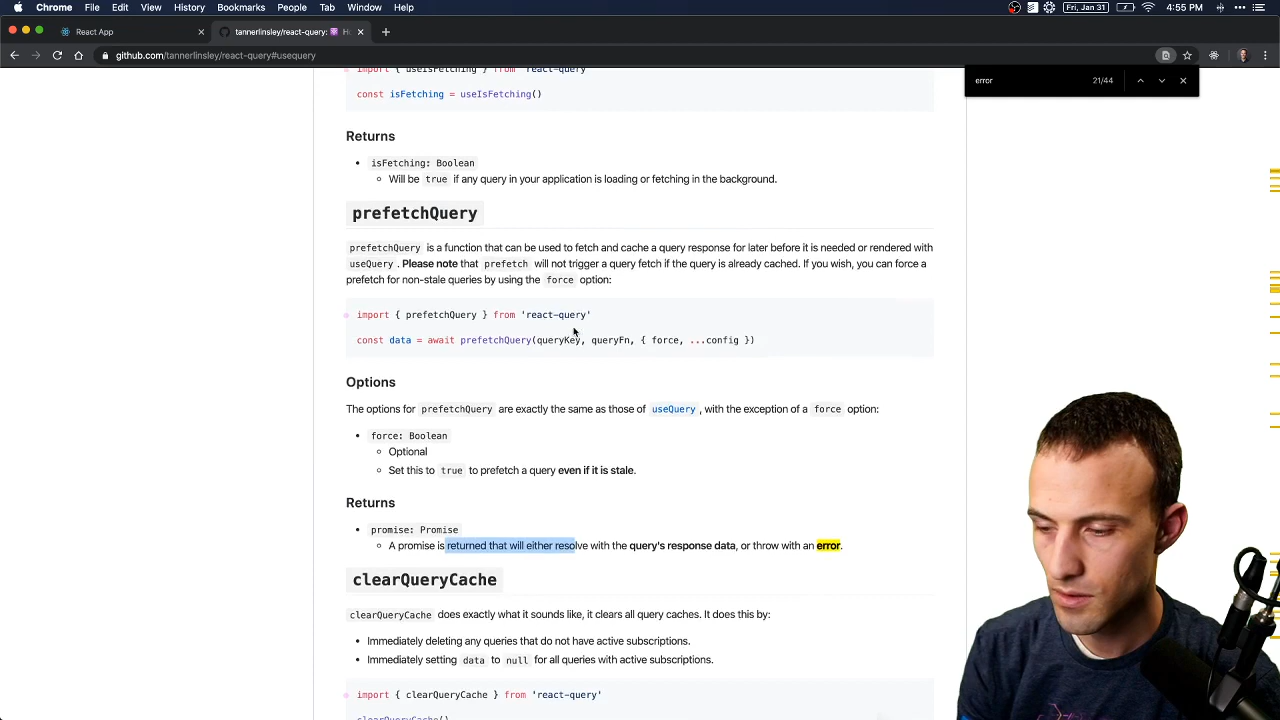 Chrome File Edit View History Bookmarks People Tab Window Help Fri Jan 31 4:55 PM
React App
tannerlinsley/react-query:
github.com/tannerlinsley/react-query#usequery
error 21/44
import { useIsFetching } from 'react-query'
const isFetching = useIsFetching()
Returns
isFetching: Boolean
Will be true if any query in your application is loading or fetching in the background.
prefetchQuery
prefetchQuery is a function that can be used to fetch and cache a query response for later before it is needed or rendered with
useQuery. Please note that prefetch will not trigger a query fetch if the query is already cached. If you wish, you can force a
prefetch for non-stale queries by using the force option:
import { prefetchQuery } from 'react-query'
const data = await prefetchQuery(queryKey, queryFn, { force, ...config })
Options
The options for prefetchQuery are exactly the same as those of useQuery, with the exception of a force option:
force: Boolean
Optional
Set this to true to prefetch a query even if it is stale.
Returns
promise: Promise
A promise is returned that will either resolve with the query's response data, or throw with an error.
clearQueryCache
clearQueryCache does exactly what it sounds like, it clears all query caches. It does this by:
Immediately deleting any queries that do not have active subscriptions.
Immediately setting data to null for all queries with active subscriptions.
import { clearQueryCache } from 'react-query'
clearQueryCache()